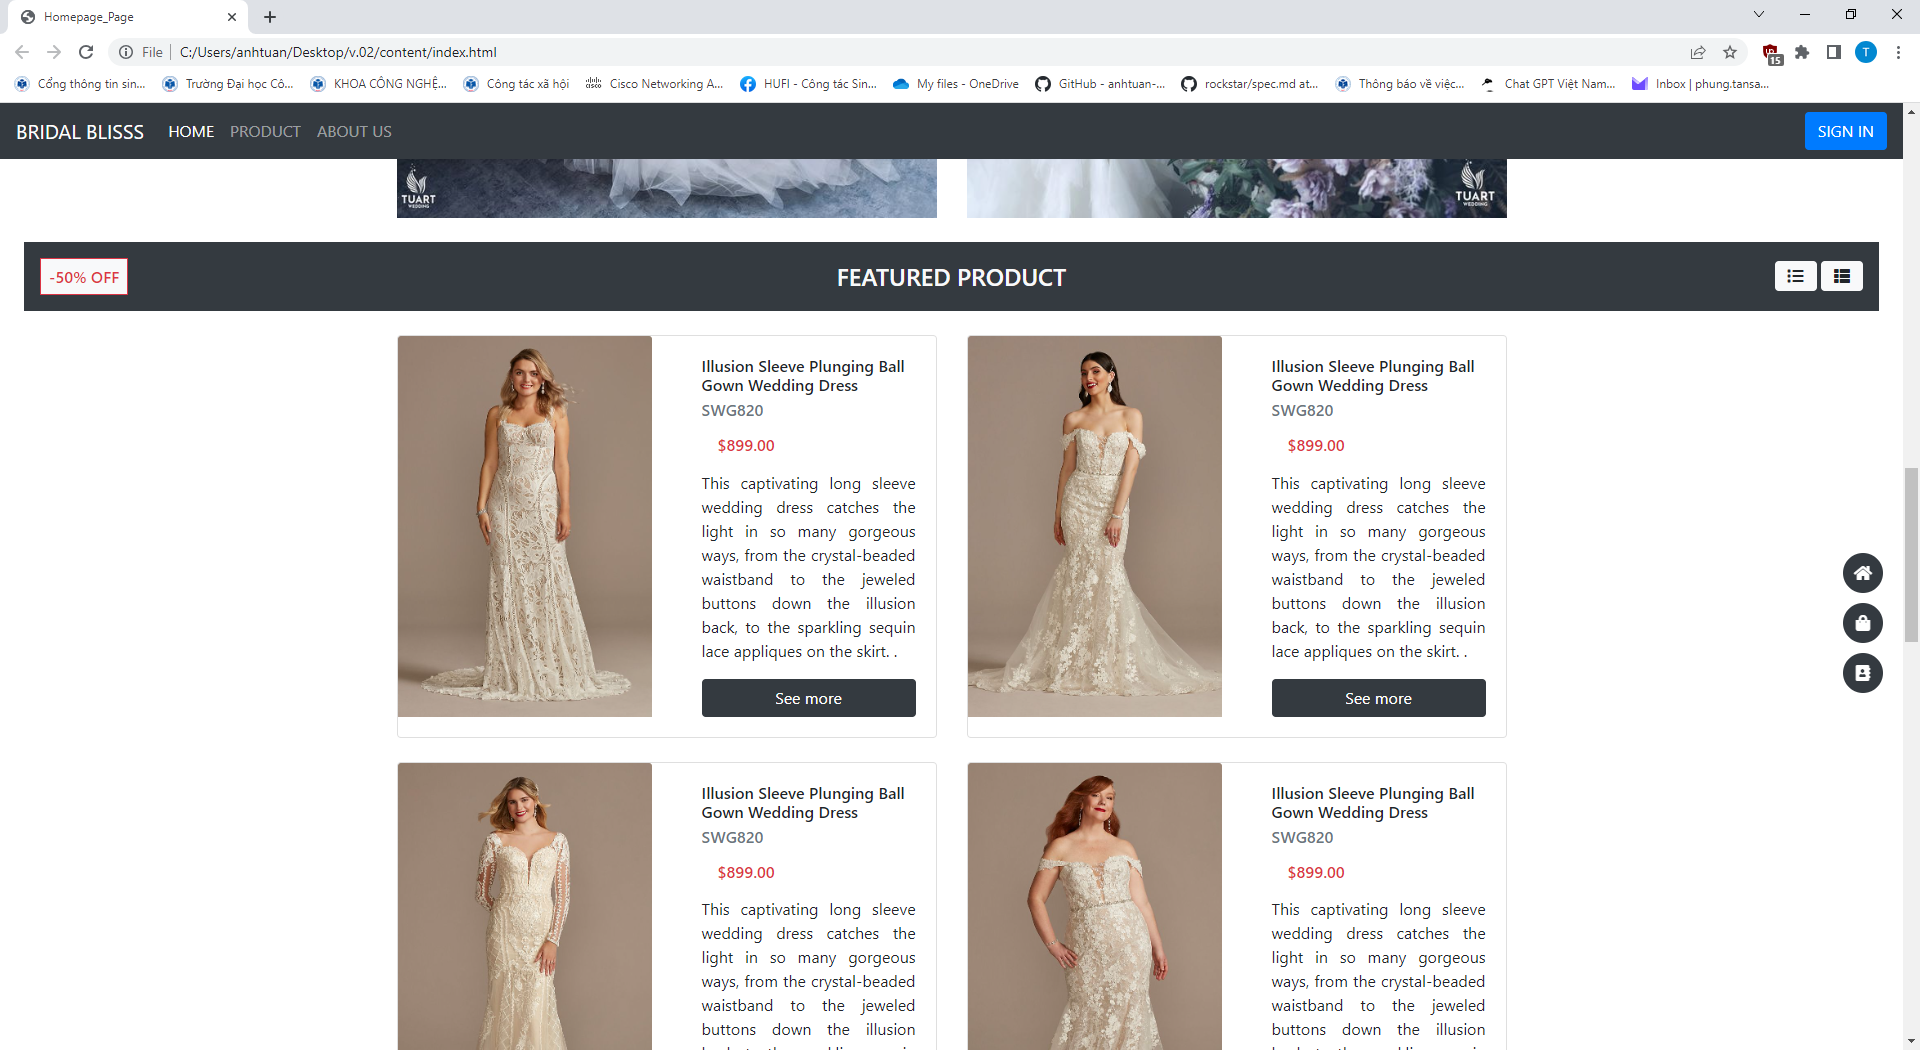 Homepage_Page
File
C:/Users/anhtuan/Desktop/v.02/content/index.html
15
T
Cổng thông tin sin...
Trường Đại học Cô...
KHOA CÔNG NGHỆ...
Công tác xã hội
Cisco Networking A...
HUFI - Công tác Sin...
My files - OneDrive
GitHub - anhtuan-...
rockstar/spec.md at...
Thông báo về việc...
Chat GPT Việt Nam...
Inbox | phung.tansa...
BRIDAL BLISSS
HOME
PRODUCT
ABOUT US
SIGN IN
TUART
WEDDING
TUART
WEDDING
-50% OFF
FEATURED PRODUCT
Illusion Sleeve Plunging Ball
Gown Wedding Dress
SWG820
$899.00
This captivating long sleeve
wedding dress catches the
light in so many gorgeous
ways, from the crystal-beaded
waistband to the jeweled
buttons down the illusion
back, to the sparkling sequin
lace appliques on the skirt. .
See more
Illusion Sleeve Plunging Ball
Gown Wedding Dress
SWG820
$899.00
This captivating long sleeve
wedding dress catches the
light in so many gorgeous
ways, from the crystal-beaded
waistband to the jeweled
buttons down the illusion
back, to the sparkling sequin
lace appliques on the skirt. .
See more
Illusion Sleeve Plunging Ball
Gown Wedding Dress
SWG820
$899.00
This captivating long sleeve
wedding dress catches the
light in so many gorgeous
ways, from the crystal-beaded
waistband to the jeweled
buttons down the illusion
Illusion Sleeve Plunging Ball
Gown Wedding Dress
SWG820
$899.00
This captivating long sleeve
wedding dress catches the
light in so many gorgeous
ways, from the crystal-beaded
waistband to the jeweled
buttons down the illusion